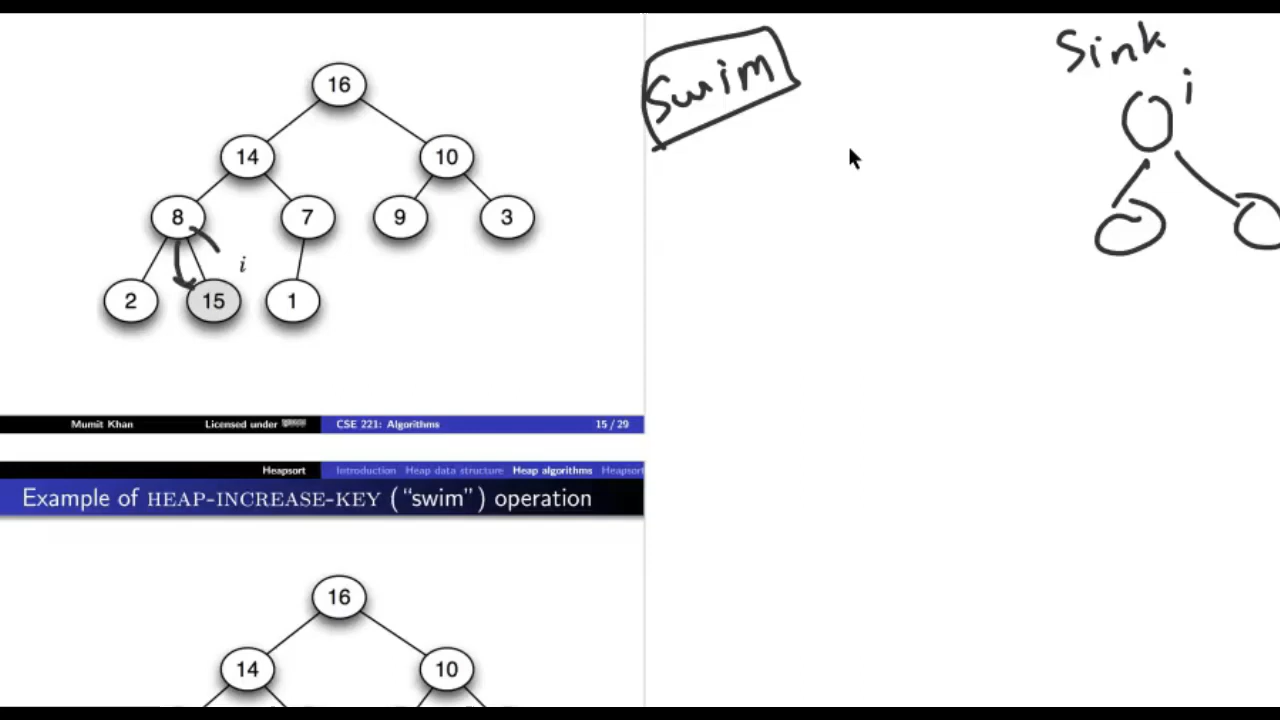 16
14 10
8 7 9 3
i
2 15 1
Mumit Khan Licensed under CSE 221: Algorithms 15 / 29
Heapsort Introduction Heap data structure Heap algorithms Heapsort
Example of HEAP-INCREASE-KEY ("swim") operation
16
14 10
Swim
Sink
i